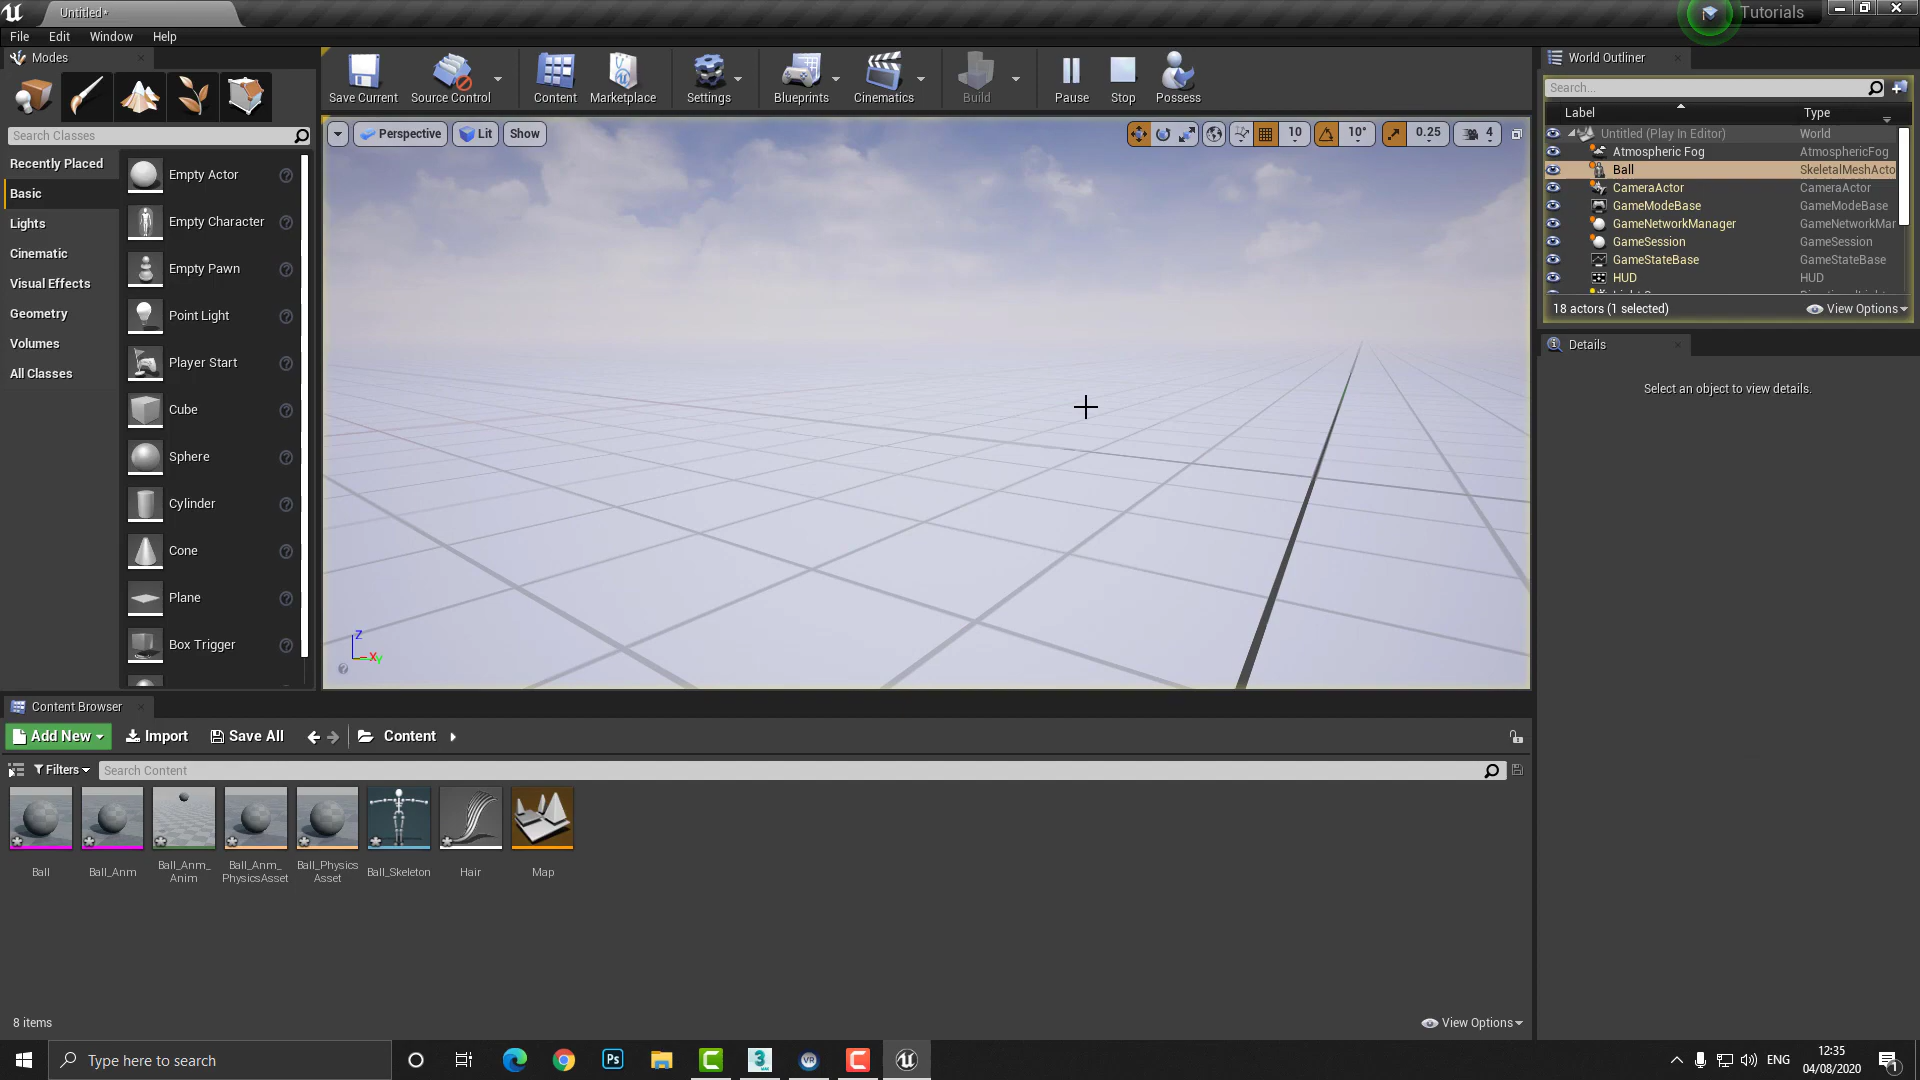 Untitled*
Tutorials
File
Edit
Window
Help
Modes
Search Classes
Recently Placed
Basic
Lights
Cinematic
Visual Effects
Geometry
Volumes
All Classes
Empty Actor
Empty Character
Empty Pawn
Point Light
Player Start
Cube
Sphere
Cylinder
Cone
Plane
Box Trigger
Save Current
Source Control
Content
Marketplace
Settings
Blueprints
Cinematics
Build
Pause
Stop
Possess
Perspective
Lit
Show
10
10°
0.25
4
Z
X
Y
World Outliner
Search...
Label
Type
Untitled (Play In Editor)
World
Atmospheric Fog
AtmosphericFog
Ball
SkeletalMeshActo
CameraActor
CameraActor
GameModeBase
GameModeBase
GameNetworkManager
GameNetworkMar
GameSession
GameSession
GameStateBase
GameStateBase
HUD
HUD
18 actors (1 selected)
View Options
Details
Select an object to view details.
Content Browser
Add New
Import
Save All
Content
Filters
Search Content
Ball
Ball_Anm
Ball_Anm_
Anim
Ball_Anm_
PhysicsAsset
Ball_Physics
Asset
Ball_Skeleton
Hair
Map
8 items
View Options
Type here to search
Ps
3
VR
ENG
12:35
04/08/2020
1